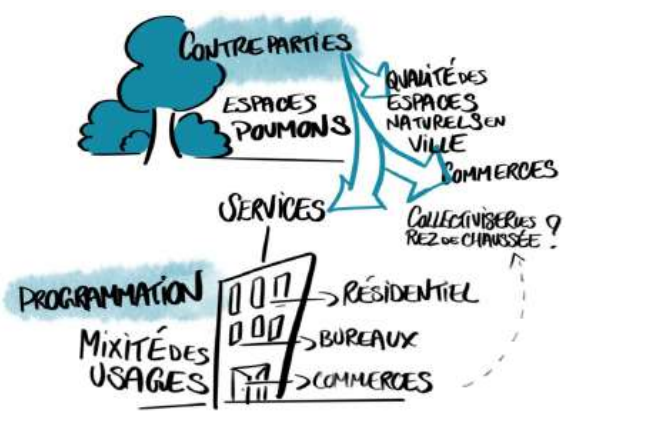 CONTREPARTIES
ESPACES
POUMONS
QUALITÉ DES
ESPACES
NATURELS EN
VILLE
COMMERCES
SERVICES
COLLECTIVISER LES
REZ DE CHAUSSÉE ?
PROGRAMMATION
MIXITÉ DES
USAGES
RÉSIDENTIEL
BUREAUX
COMMERCES